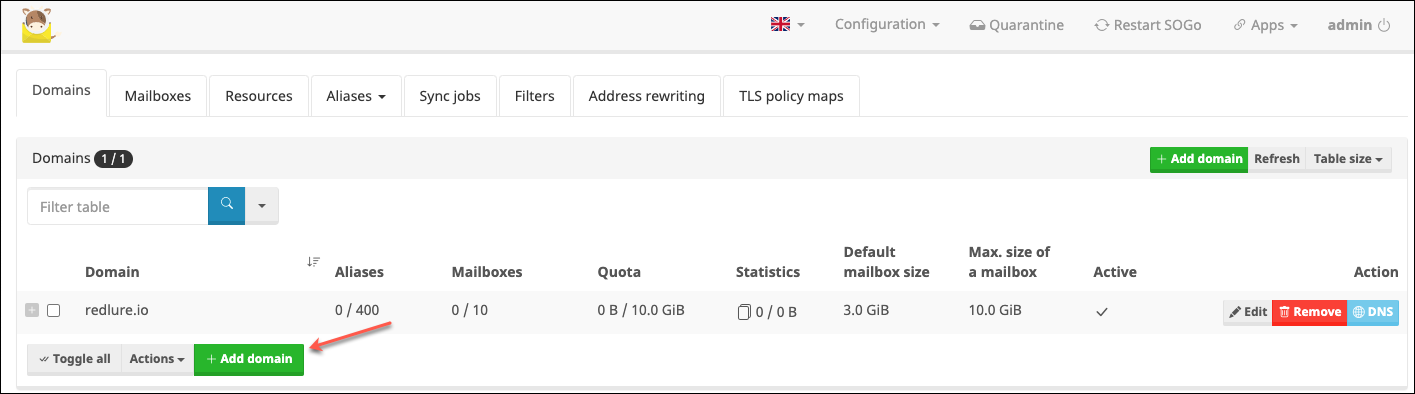 Configuration Quarantine Restart SOGo Apps admin
Domains Mailboxes Resources Aliases Sync jobs Filters Address rewriting TLS policy maps
Domains 1 / 1 + Add domain Refresh Table size
Filter table
Domain Aliases Mailboxes Quota Statistics Default mailbox size Max. size of a mailbox Active Action
redlure.io 0 / 400 0 / 10 0 B / 10.0 GiB 0 / 0 B 3.0 GiB 10.0 GiB Edit Remove DNS
Toggle all Actions + Add domain